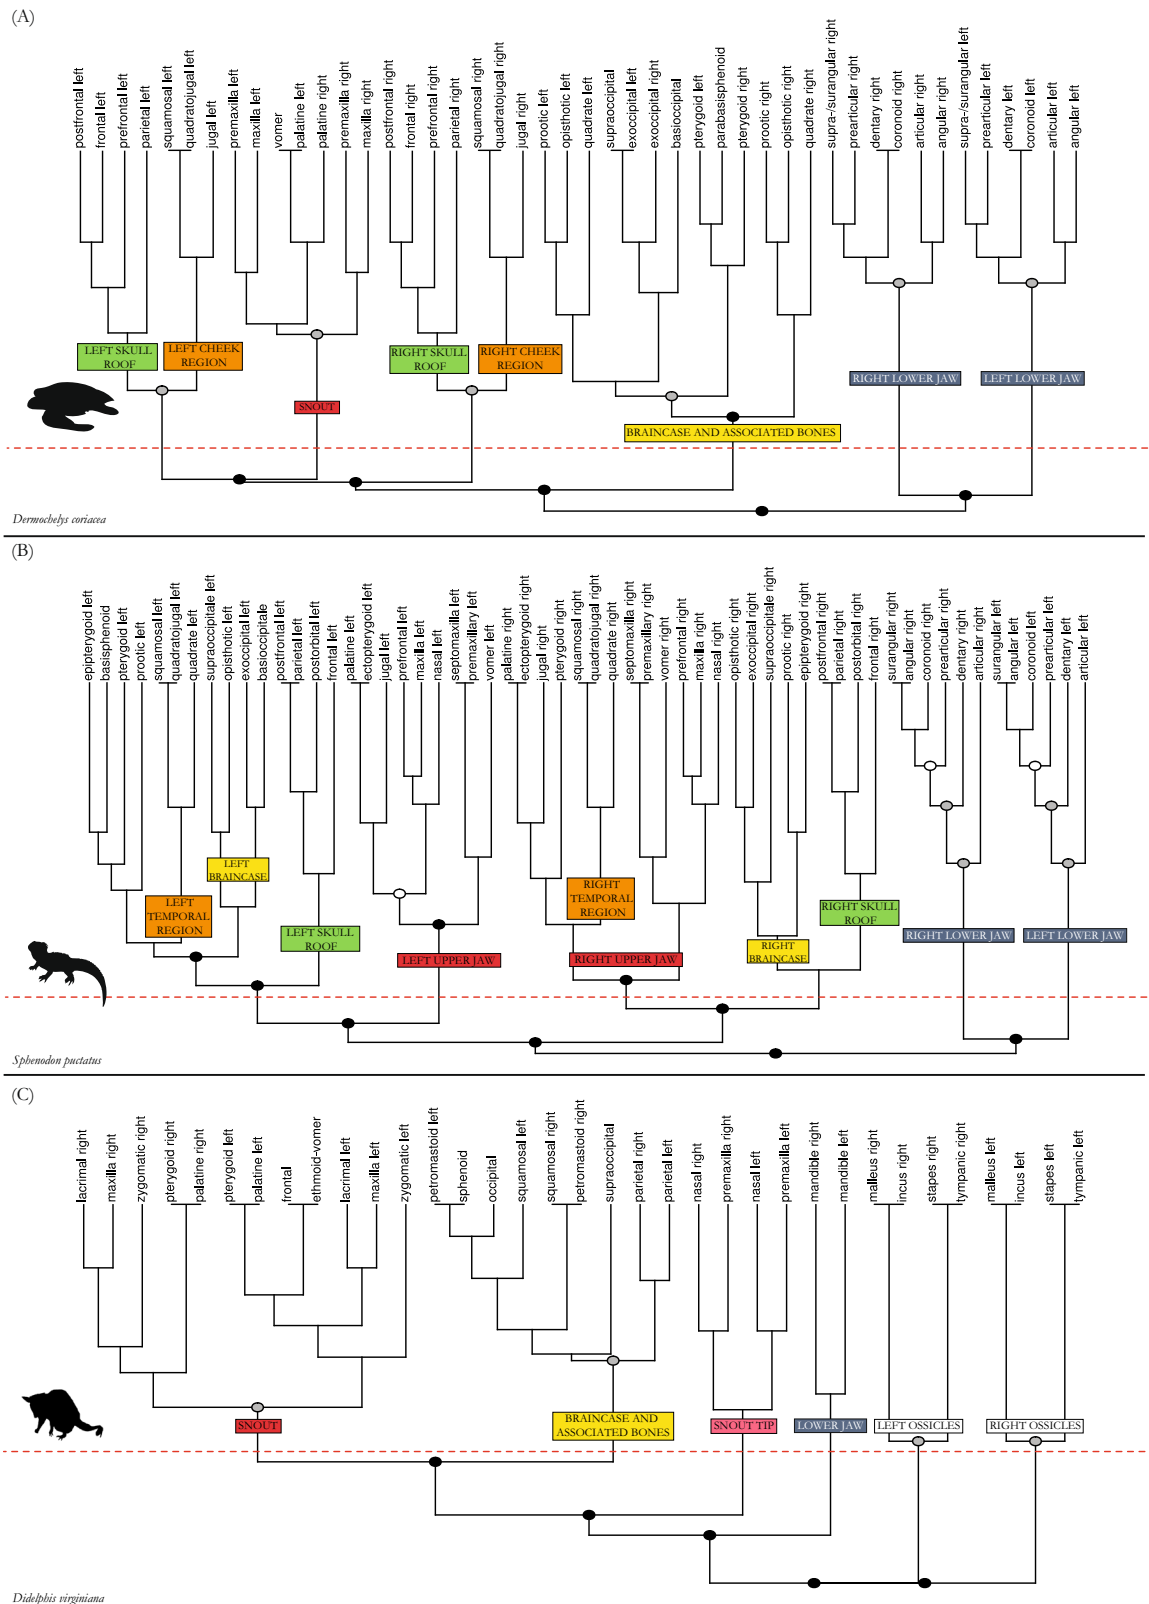 (A)
postfrontal left
frontal left
prefrontal left
parietal left
squamosal left
quadratojugal left
jugal left
premaxilla left
maxilla left
vomer
palatine left
palatine right
premaxilla right
maxilla right
postfrontal right
frontal right
prefrontal right
parietal right
squamosal right
quadratojugal right
jugal right
prootic left
opisthotic left
quadrate left
supraoccipital
exoccipital left
exoccipital right
basioccipital
pterygoid left
parabasisphenoid
pterygoid right
prootic right
opisthotic right
quadrate right
supra-/surangular right
prearticular right
dentary right
coronoid right
articular right
angular right
supra-/surangular left
prearticular left
dentary left
coronoid left
articular left
angular left
LEFT SKULL
ROOF
LEFT CHEEK
REGION
SNOUT
RIGHT SKULL
ROOF
RIGHT CHEEK
REGION
BRAINCASE AND ASSOCIATED BONES
RIGHT LOWER JAW
LEFT LOWER JAW
Dermochelys coriacea
(B)
epipterygoid left
basisphenoid
pterygoid left
prootic left
squamosal left
quadratojugal left
quadrate left
supraoccipitale left
opisthotic left
exoccipital left
basioccipitale
postfrontal left
parietal left
postorbital left
frontal left
palatine left
ectopterygoid left
jugal left
prefrontal left
maxilla left
nasal left
septomaxilla left
premaxillary left
vomer left
palatine right
ectopterygoid right
jugal right
pterygoid right
squamosal right
quadratojugal right
quadrate right
septomaxilla right
premaxillary right
vomer right
prefrontal right
maxilla right
nasal right
opisthotic right
exoccipital right
supraoccipitale right
prootic right
epipterygoid right
postfrontal right
parietal right
postorbital right
frontal right
surangular right
angular right
coronoid right
prearticular right
dentary right
articular right
surangular left
angular left
coronoid left
prearticular left
dentary left
articular left
LEFT
TEMPORAL
REGION
LEFT
BRAINCASE
LEFT SKULL
ROOF
LEFT UPPER JAW
RIGHT
TEMPORAL
REGION
RIGHT UPPER JAW
RIGHT
BRAINCASE
RIGHT SKULL
ROOF
RIGHT LOWER JAW
LEFT LOWER JAW
Sphenodon puctatus
(C)
lacrimal right
maxilla right
zygomatic right
pterygoid right
palatine right
pterygoid left
palatine left
frontal
ethmoid-vomer
lacrimal left
maxilla left
zygomatic left
petromastoid left
sphenoid
occipital
squamosal left
squamosal right
petromastoid right
supraoccipital
parietal right
parietal left
nasal right
premaxilla right
nasal left
premaxilla left
mandible right
mandible left
malleus right
incus right
stapes right
tympanic right
malleus left
incus left
stapes left
tympanic left
SNOUT
BRAINCASE AND
ASSOCIATED BONES
SNOUT TIP
LOWER JAW
LEFT OSSICLES
RIGHT OSSICLES
Didelphis virginiana